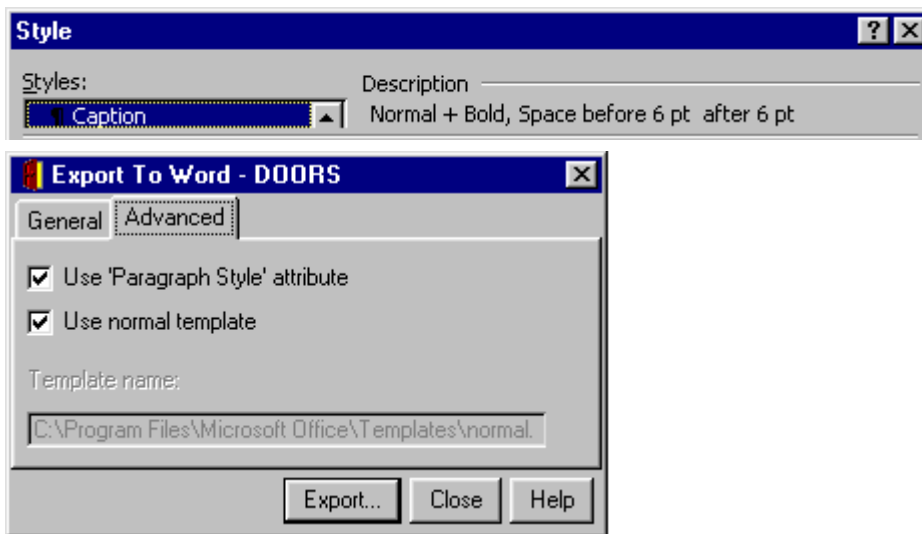 Style
Styles: Description
¶ Caption Normal + Bold, Space before 6 pt after 6 pt
Export To Word - DOORS
General Advanced
Use 'Paragraph Style' attribute
Use normal template
Template name:
C:\Program Files\Microsoft Office\Templates\normal.
Export... Close Help